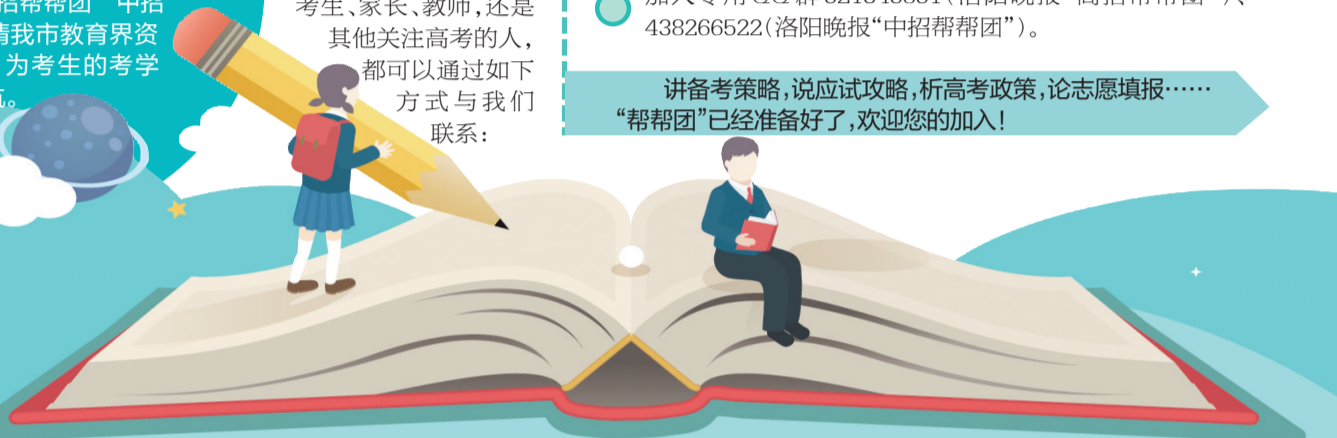 招帮帮团”“中招
请我市教育界资
为考生的考学
航。
考生、家长、教师,还是
其他关注高考的人,
都可以通过如下
方式与我们
联系:
438266522(洛阳晚报“中招帮帮团”)。
讲备考策略,说应试攻略,析高考政策,论志愿填报……
“帮帮团”已经准备好了,欢迎您的加入!